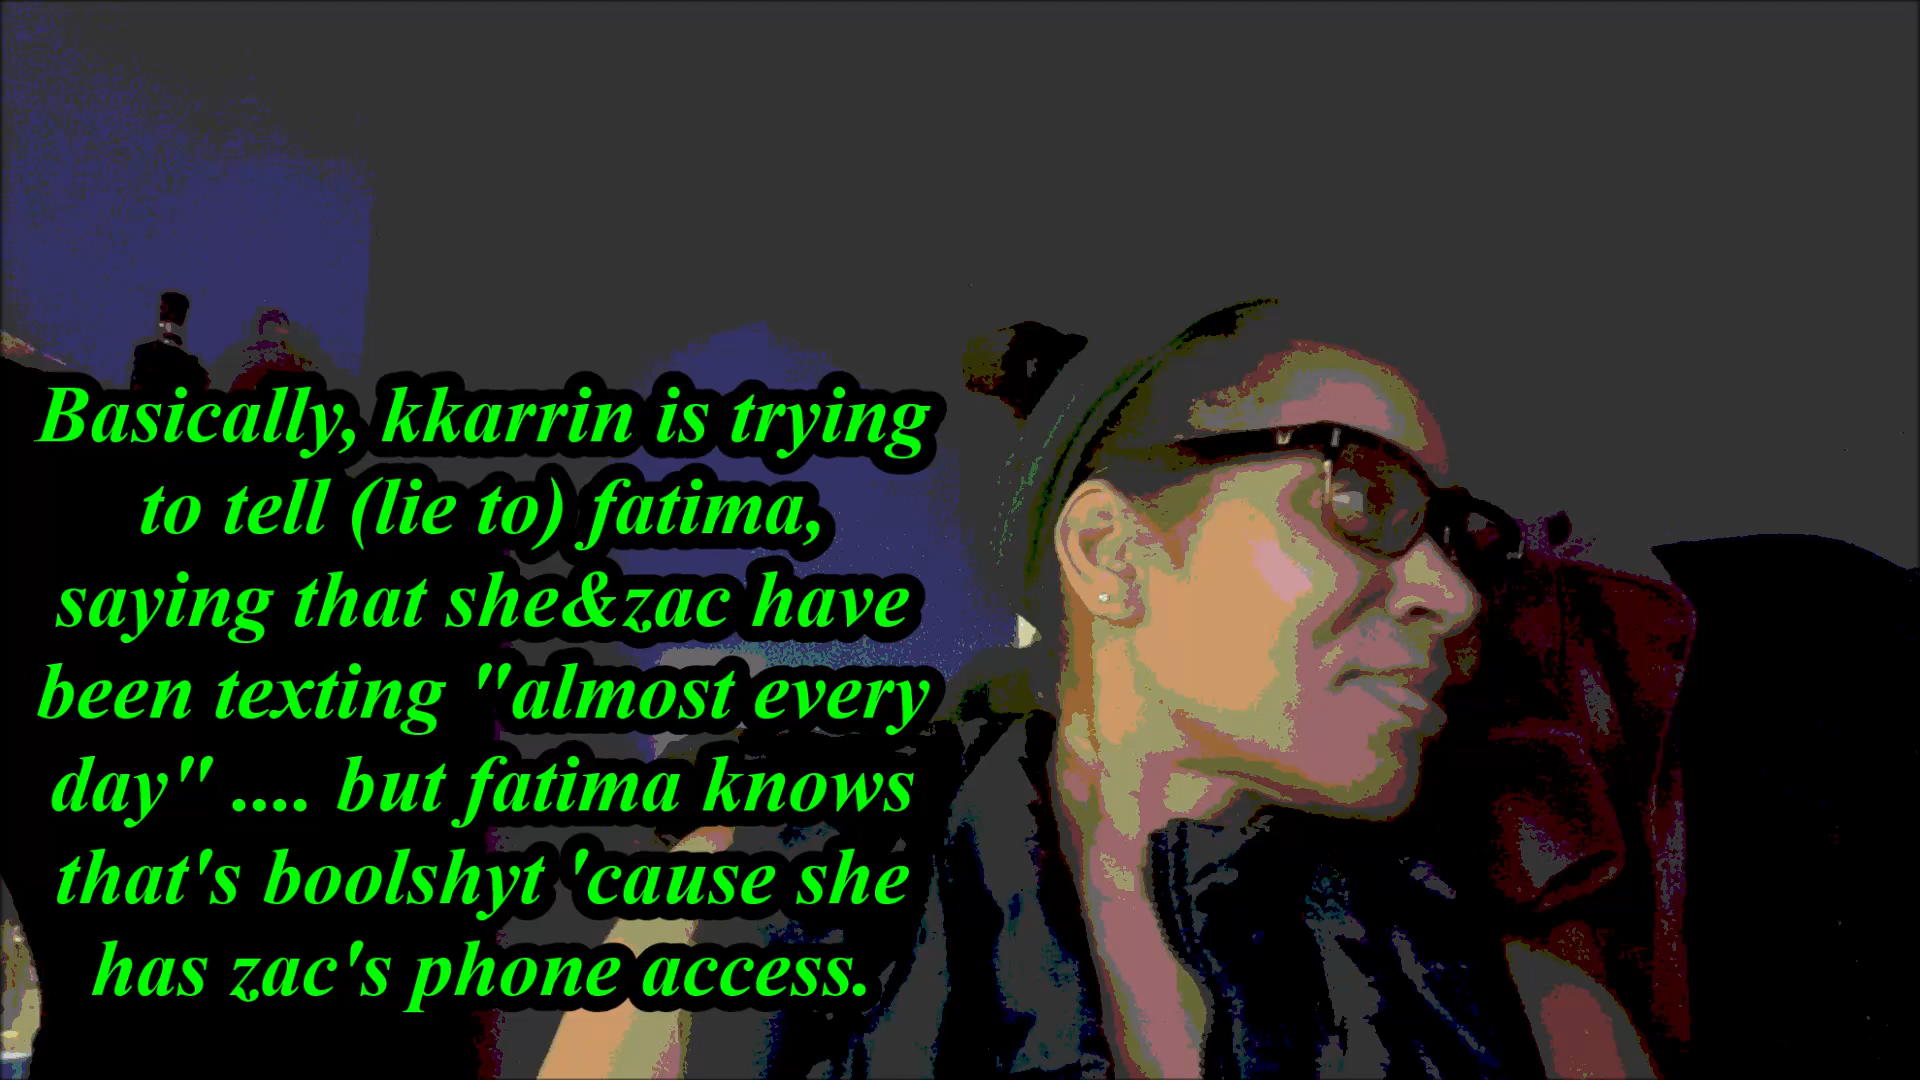 Basically, kkarrin is trying
to tell (lie to) fatima,
saying that she&zac have
been texting "almost every
day" .... but fatima knows
that's boolshyt 'cause she
has zac's phone access.